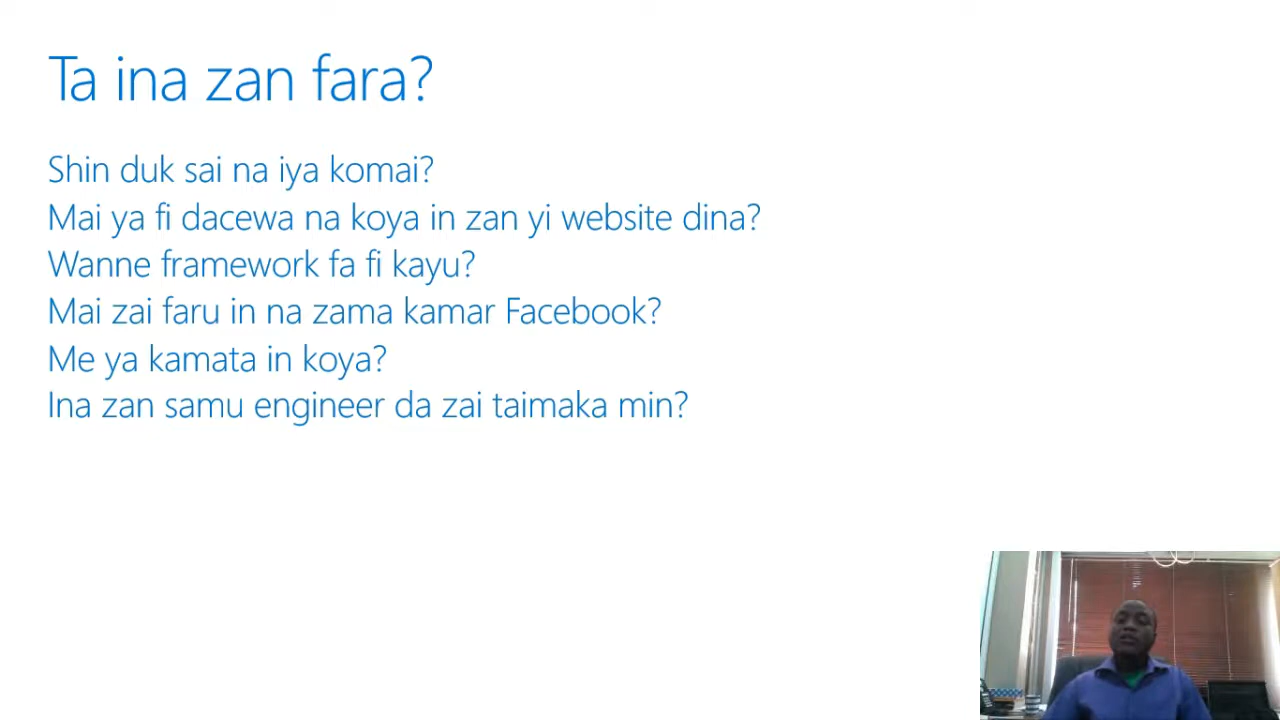 Ta ina zan fara?
Shin duk sai na iya komai?
Mai ya fi dacewa na koya in zan yi website dina?
Wanne framework fa fi kayu?
Mai zai faru in na zama kamar Facebook?
Me ya kamata in koya?
Ina zan samu engineer da zai taimaka min?